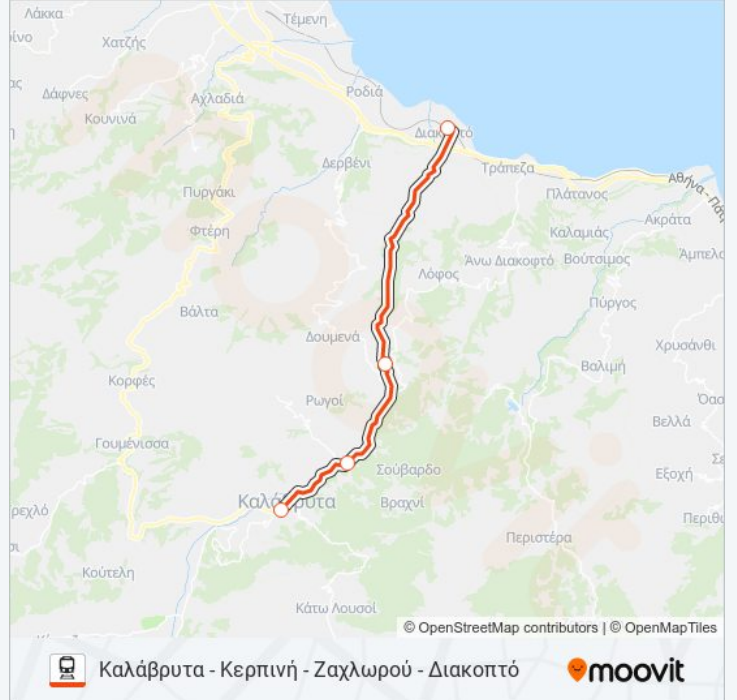 Λάκκα
Τέμενη
Χατζής
Δάφνες
Αχλαδιά
Ροδιά
Κουνινά
Διακοπτό
Δερβένι
Τράπεζα
Αθήνα - Πάτ
Πυργάκι
Πλάτανος
Ακράτα
Φτέρη
Καλαμιάς
Άνω Διακοφτό
Βούτσιμος
Λόφος
Πύργος
Βάλτα
Δουμενά
Χρυσάνθι
Βαλιμή
Κορφές
Ρωγοί
Βελλά
Γουμένισσα
Σούβαρδο
Εξοχή
Καλάβρυτα
Βραχνί
Περιστέρα
Κούτελη
Κάτω Λουσοί
© OpenStreetMap contributors | © OpenMapTiles
Καλάβρυτα - Κερπινή - Ζαχλωρού - Διακοπτό
moovit